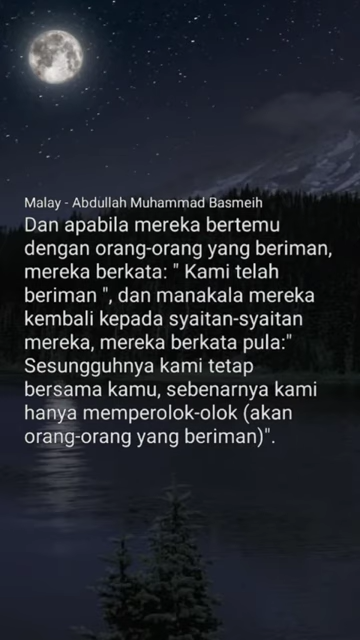 Malay - Abdullah Muhammad Basmeih
Dan apabila mereka bertemu
dengan orang-orang yang beriman,
mereka berkata: " Kami telah
beriman ", dan manakala mereka
kembali kepada syaitan-syaitan
mereka, mereka berkata pula:"
Sesungguhnya kami tetap
bersama kamu, sebenarnya kami
hanya memperolok-olok (akan
orang-orang yang beriman)".